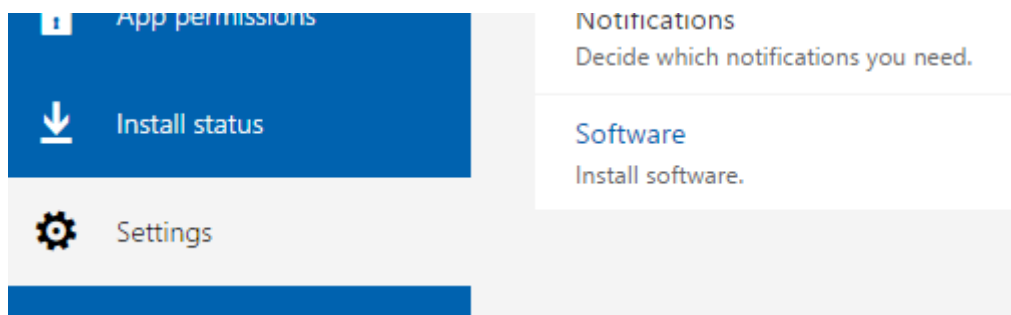 App permissions
Install status
Settings
Notifications
Decide which notifications you need.
Software
Install software.